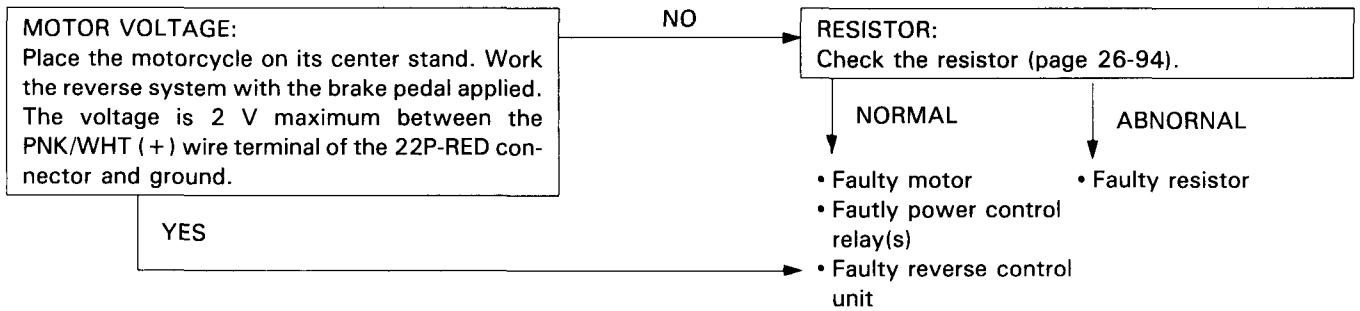 MOTOR VOLTAGE:
Place the motorcycle on its center stand. Work
the reverse system with the brake pedal applied.
The voltage is 2 V maximum between the
PNK/WHT (+) wire terminal of the 22P-RED con-
nector and ground.
NO
RESISTOR:
Check the resistor (page 26-94).
NORMAL
ABNORNAL
• Faulty motor
• Fautly power control
relay(s)
• Faulty reverse control
unit
• Faulty resistor
YES